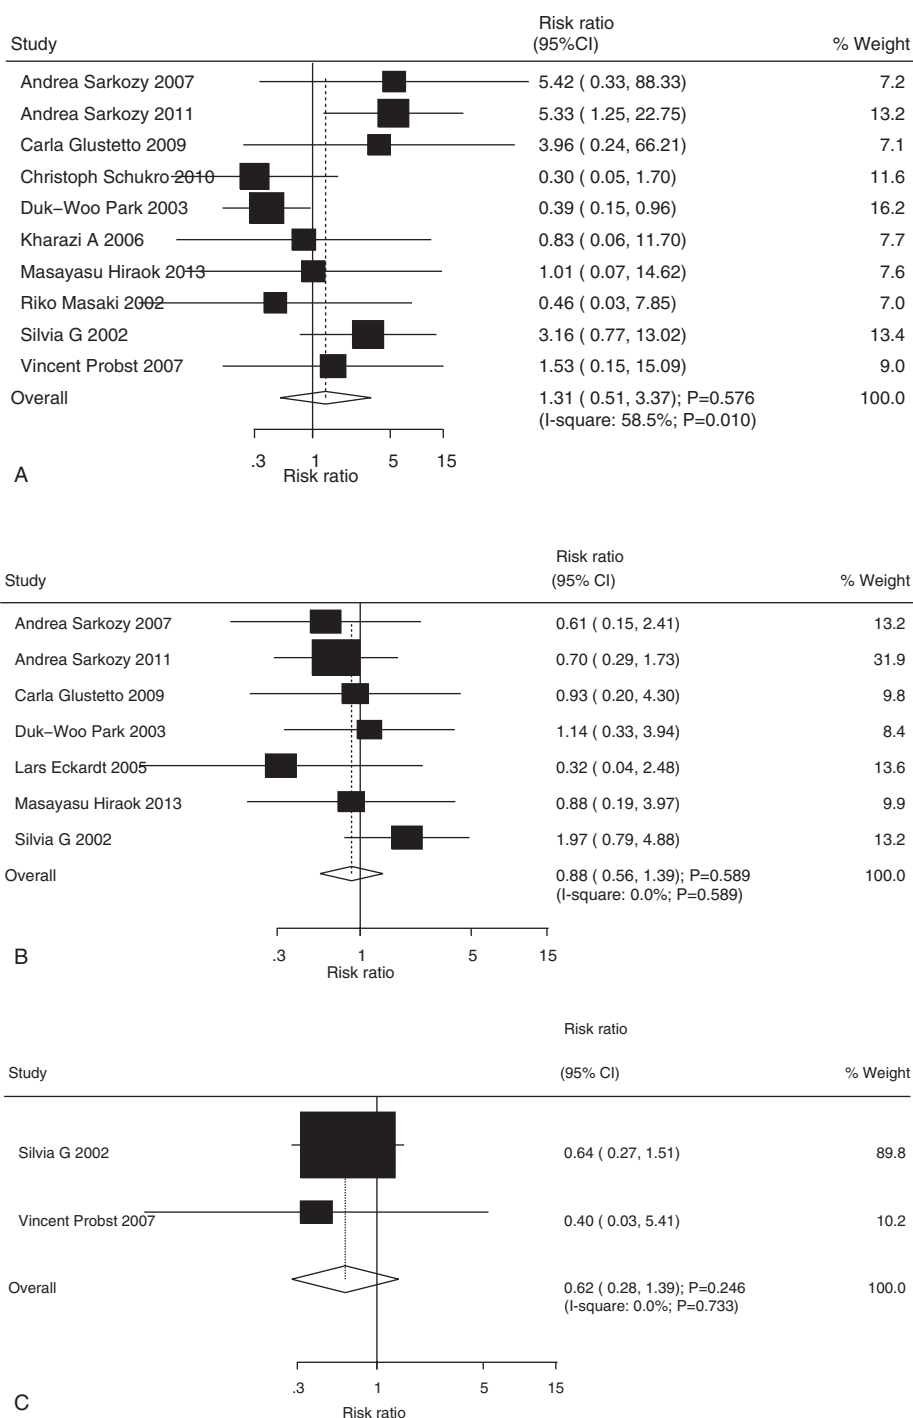 Risk ratio
Study (95%CI) % Weight
Andrea Sarkozy 2007 5.42 ( 0.33, 88.33) 7.2
Andrea Sarkozy 2011 5.33 ( 1.25, 22.75) 13.2
Carla Glustetto 2009 3.96 ( 0.24, 66.21) 7.1
Christoph Schukro 2010 0.30 ( 0.05, 1.70) 11.6
Duk−Woo Park 2003 0.39 ( 0.15, 0.96) 16.2
Kharazi A 2006 0.83 ( 0.06, 11.70) 7.7
Masayasu Hiraok 2013 1.01 ( 0.07, 14.62) 7.6
Riko Masaki 2002 0.46 ( 0.03, 7.85) 7.0
Silvia G 2002 3.16 ( 0.77, 13.02) 13.4
Vincent Probst 2007 1.53 ( 0.15, 15.09) 9.0
Overall 1.31 ( 0.51, 3.37); P=0.576 100.0
(I-square: 58.5%; P=0.010)
.3 1 5 15
Risk ratio
A
Risk ratio
Study (95% CI) % Weight
Andrea Sarkozy 2007 0.61 ( 0.15, 2.41) 13.2
Andrea Sarkozy 2011 0.70 ( 0.29, 1.73) 31.9
Carla Glustetto 2009 0.93 ( 0.20, 4.30) 9.8
Duk−Woo Park 2003 1.14 ( 0.33, 3.94) 8.4
Lars Eckardt 2005 0.32 ( 0.04, 2.48) 13.6
Masayasu Hiraok 2013 0.88 ( 0.19, 3.97) 9.9
Silvia G 2002 1.97 ( 0.79, 4.88) 13.2
Overall 0.88 ( 0.56, 1.39); P=0.589 100.0
(I-square: 0.0%; P=0.589)
.3 1 5 15
Risk ratio
B
Risk ratio
Study (95% CI) % Weight
Silvia G 2002 0.64 ( 0.27, 1.51) 89.8
Vincent Probst 2007 0.40 ( 0.03, 5.41) 10.2
Overall 0.62 ( 0.28, 1.39); P=0.246 100.0
(I-square: 0.0%; P=0.733)
.3 1 5 15
Risk ratio
C